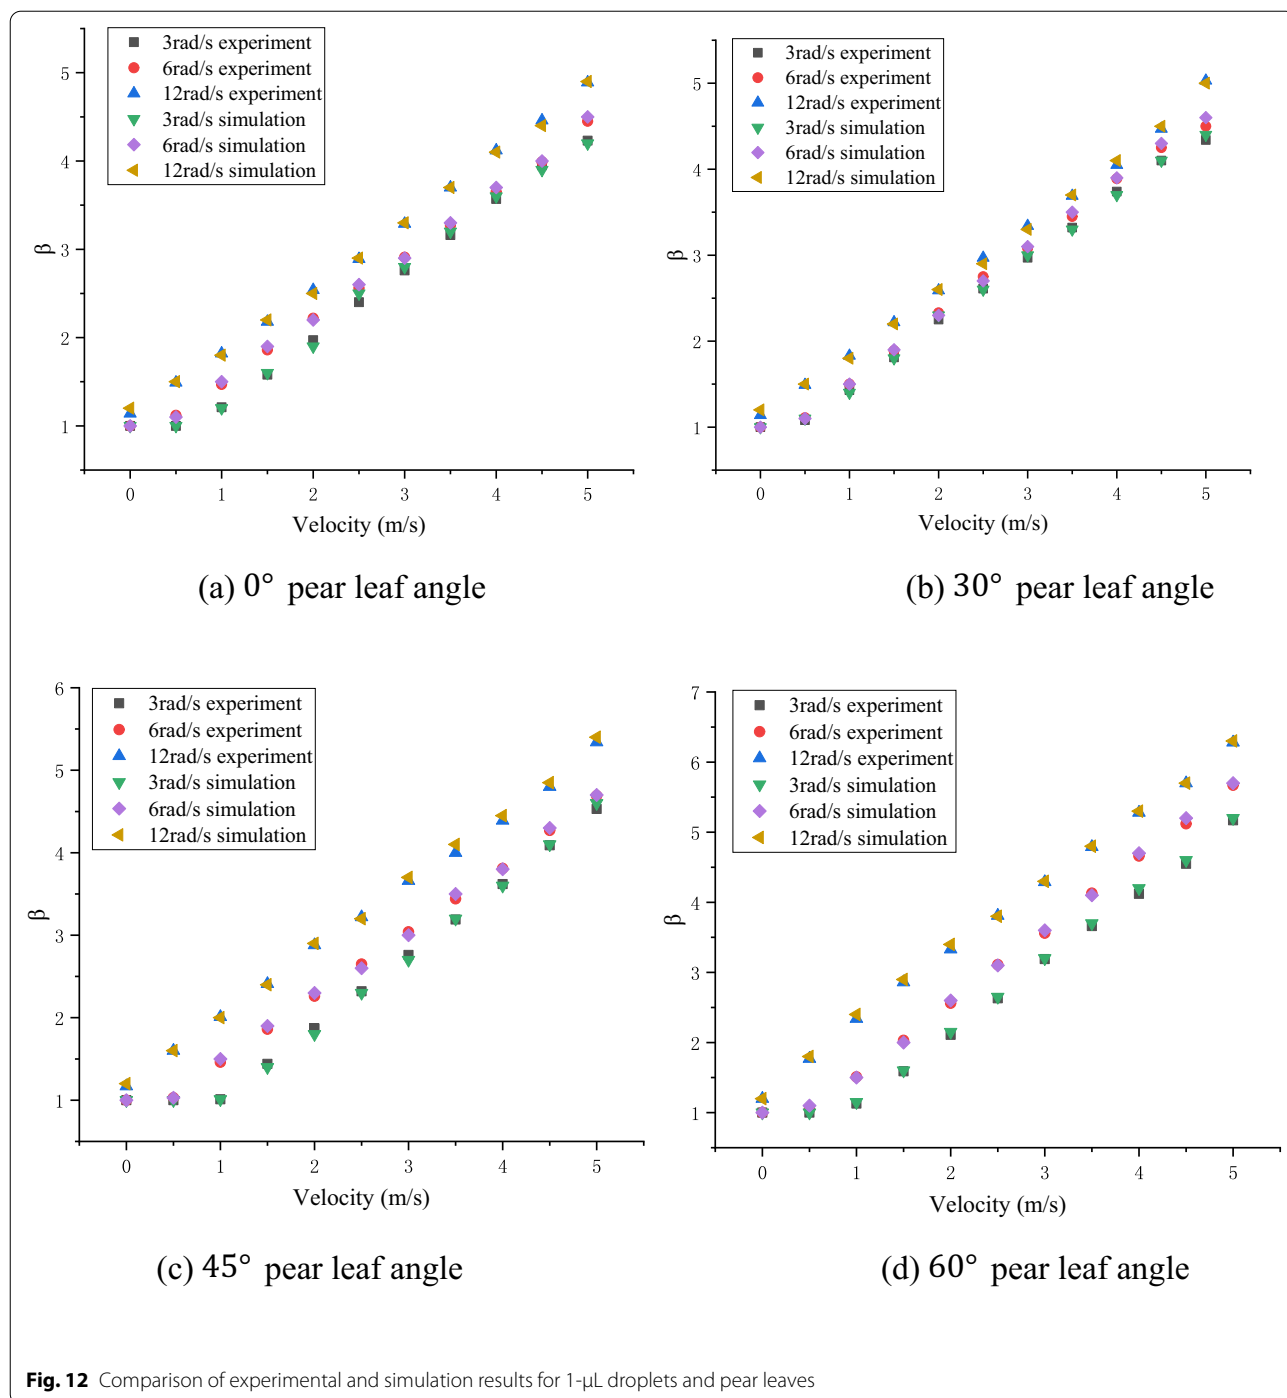 3rad/s experiment
6rad/s experiment
12rad/s experiment
3rad/s simulation
6rad/s simulation
12rad/s simulation
5
4
3
2
1
β
0 1 2 3 4 5
Velocity (m/s)
(a) 0° pear leaf angle
3rad/s experiment
6rad/s experiment
12rad/s experiment
3rad/s simulation
6rad/s simulation
12rad/s simulation
5
4
3
2
1
β
0 1 2 3 4 5
Velocity (m/s)
(b) 30° pear leaf angle
3rad/s experiment
6rad/s experiment
12rad/s experiment
3rad/s simulation
6rad/s simulation
12rad/s simulation
6
5
4
3
2
1
β
0 1 2 3 4 5
Velocity (m/s)
(c) 45° pear leaf angle
3rad/s experiment
6rad/s experiment
12rad/s experiment
3rad/s simulation
6rad/s simulation
12rad/s simulation
7
6
5
4
3
2
1
β
0 1 2 3 4 5
Velocity (m/s)
(d) 60° pear leaf angle
Fig. 12 Comparison of experimental and simulation results for 1-μL droplets and pear leaves